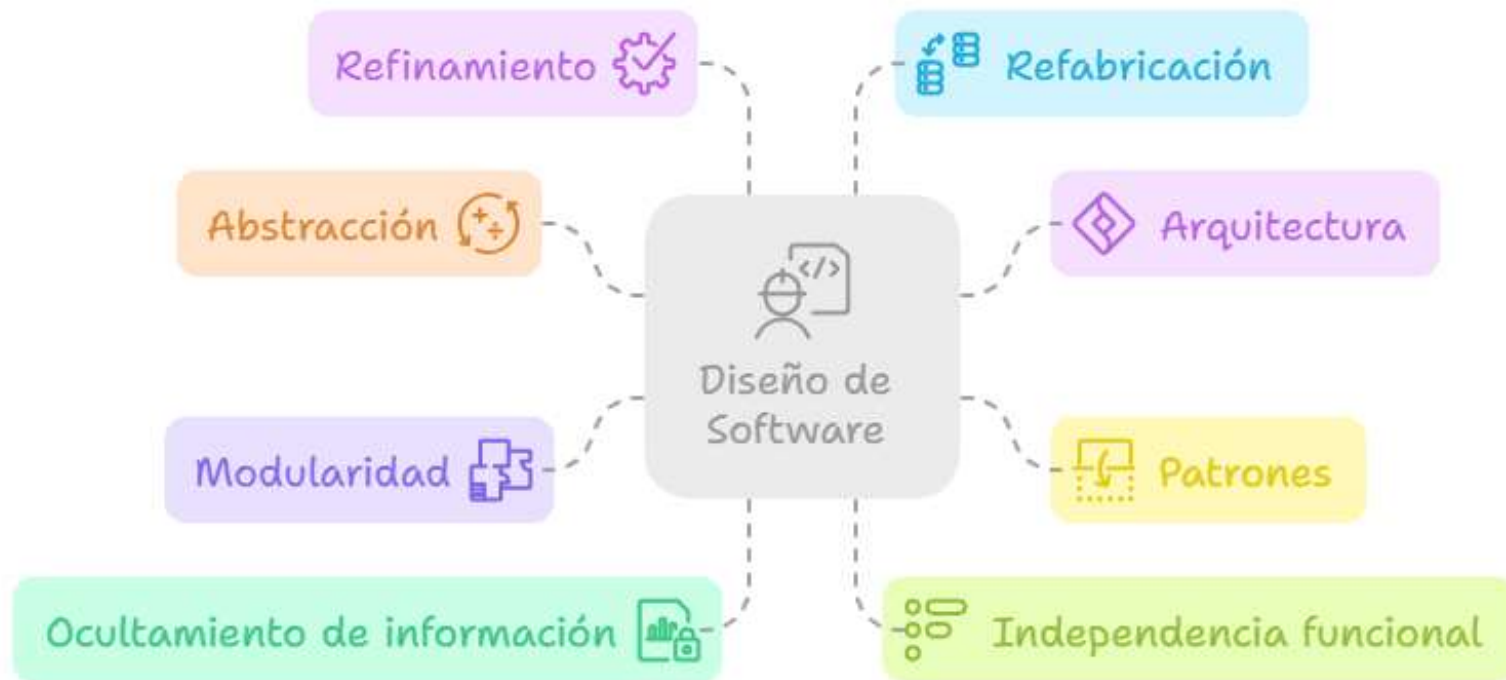 Refinamiento
Refabricación
Abstracción
Arquitectura
</>
Diseño de
Software
Modularidad
Patrones
Ocultamiento de información
Independencia funcional